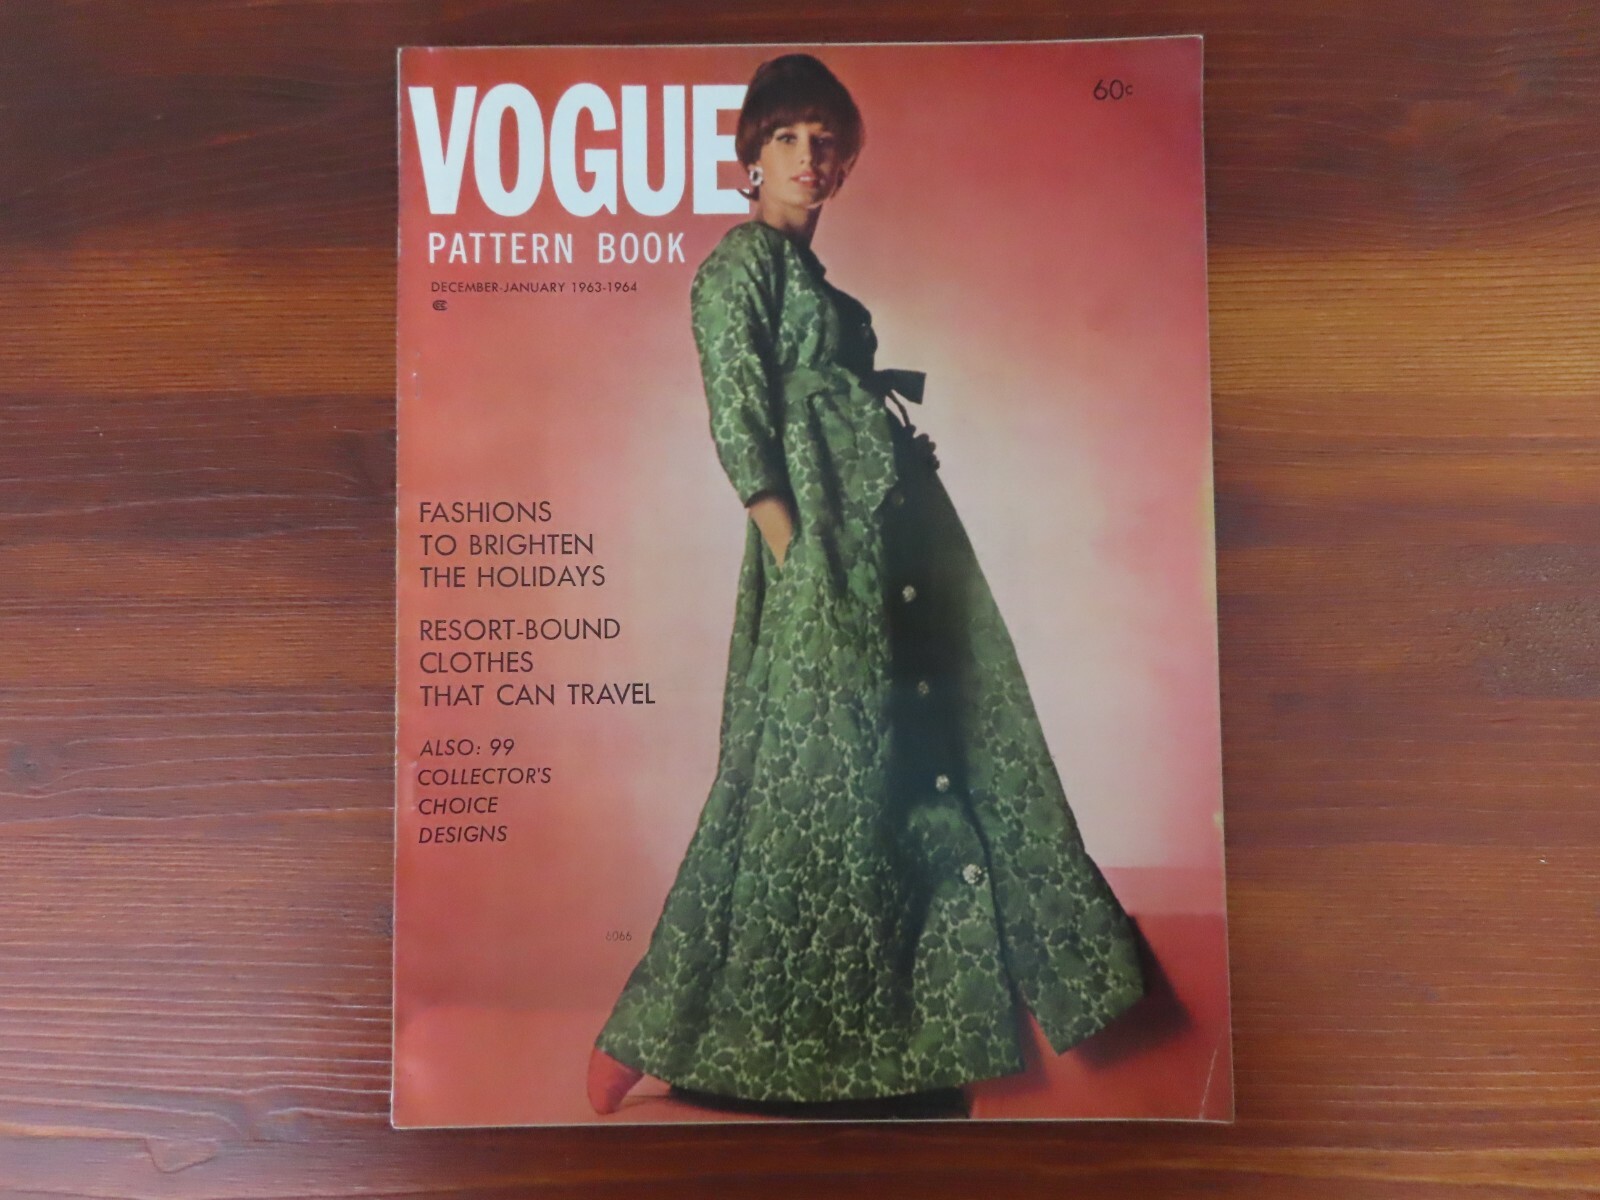 VOGUE
60¢
PATTERN BOOK
DECEMBER-JANUARY 1963-1964
FASHIONS
TO BRIGHTEN
THE HOLIDAYS
RESORT-BOUND
CLOTHES
THAT CAN TRAVEL
ALSO: 99
COLLECTOR'S
CHOICE
DESIGNS
6066